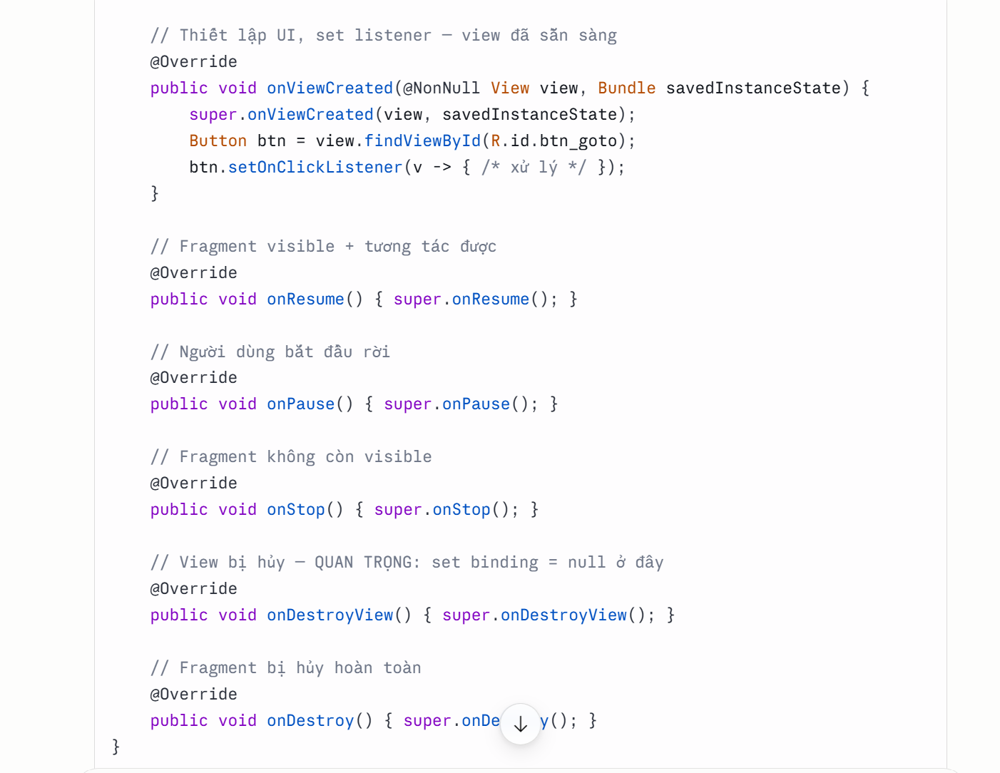 // Thiết lập UI, set listener — view đã sẵn sàng
@Override
public void onViewCreated(@NonNull View view, Bundle savedInstanceState) {
super.onViewCreated(view, savedInstanceState);
Button btn = view.findViewById(R.id.btn_goto);
btn.setOnClickListener(v -> { /* xử lý */ });
}
// Fragment visible + tương tác được
@Override
public void onResume() { super.onResume(); }
// Người dùng bắt đầu rời
@Override
public void onPause() { super.onPause(); }
// Fragment không còn visible
@Override
public void onStop() { super.onStop(); }
// View bị hủy — QUAN TRỌNG: set binding = null ở đây
@Override
public void onDestroyView() { super.onDestroyView(); }
// Fragment bị hủy hoàn toàn
@Override
public void onDestroy() { super.onDe y(); }
}